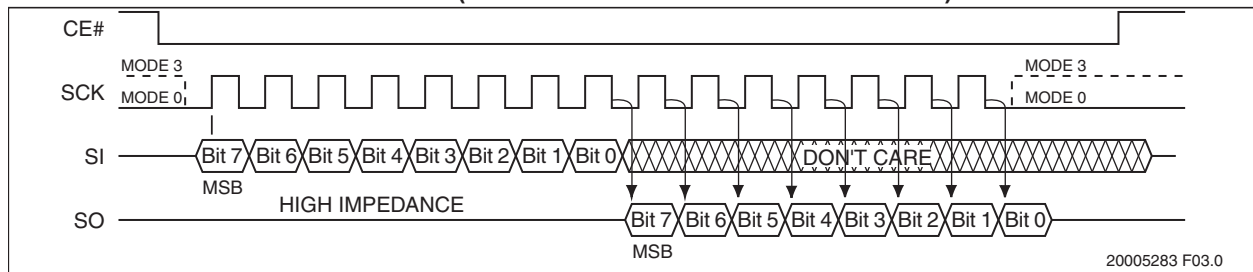 CE#
MODE 3
MODE 3
SCK
MODE 0
MODE 0
SI
Bit 7 Bit 6 Bit 5 Bit 4 Bit 3 Bit 2 Bit 1 Bit 0
DON'T CARE
MSB
HIGH IMPEDANCE
SO
Bit 7 Bit 6 Bit 5 Bit 4 Bit 3 Bit 2 Bit 1 Bit 0
MSB
20005283 F03.0